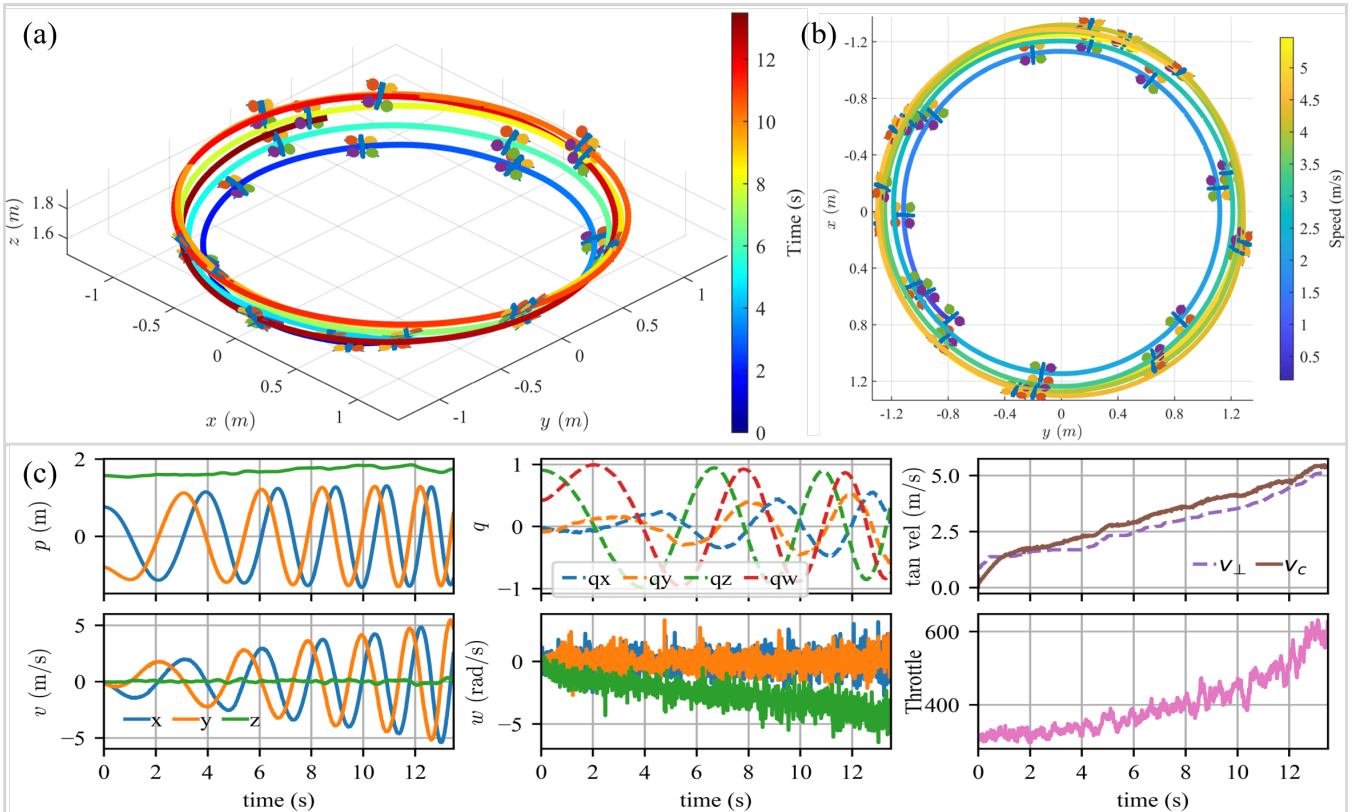 (a)
z (m)
1.8
1.6
-1
-0.5
0
0.5
1
x (m)
-1
-0.5
0
0.5
1
y (m)
12
10
8
6
4
2
0
Time (s)
(b)
-1.2
-0.8
-0.4
0
0.4
0.8
1.2
x (m)
-1.2 -0.8 -0.4 0 0.4 0.8 1.2
y (m)
5
4.5
4
3.5
3
2.5
2
1.5
1
0.5
Speed (m/s)
(c)
2
0
p (m)
5
0
−5
v (m/s)
x y z
0 2 4 6 8 10 12
time (s)
1
0
−1
q
qx qy qz qw
0
−5
w (rad/s)
0 2 4 6 8 10 12
time (s)
5.0
2.5
0.0
tan vel (m/s)
v⊥ vc
600
400
Throttle
0 2 4 6 8 10 12
time (s)